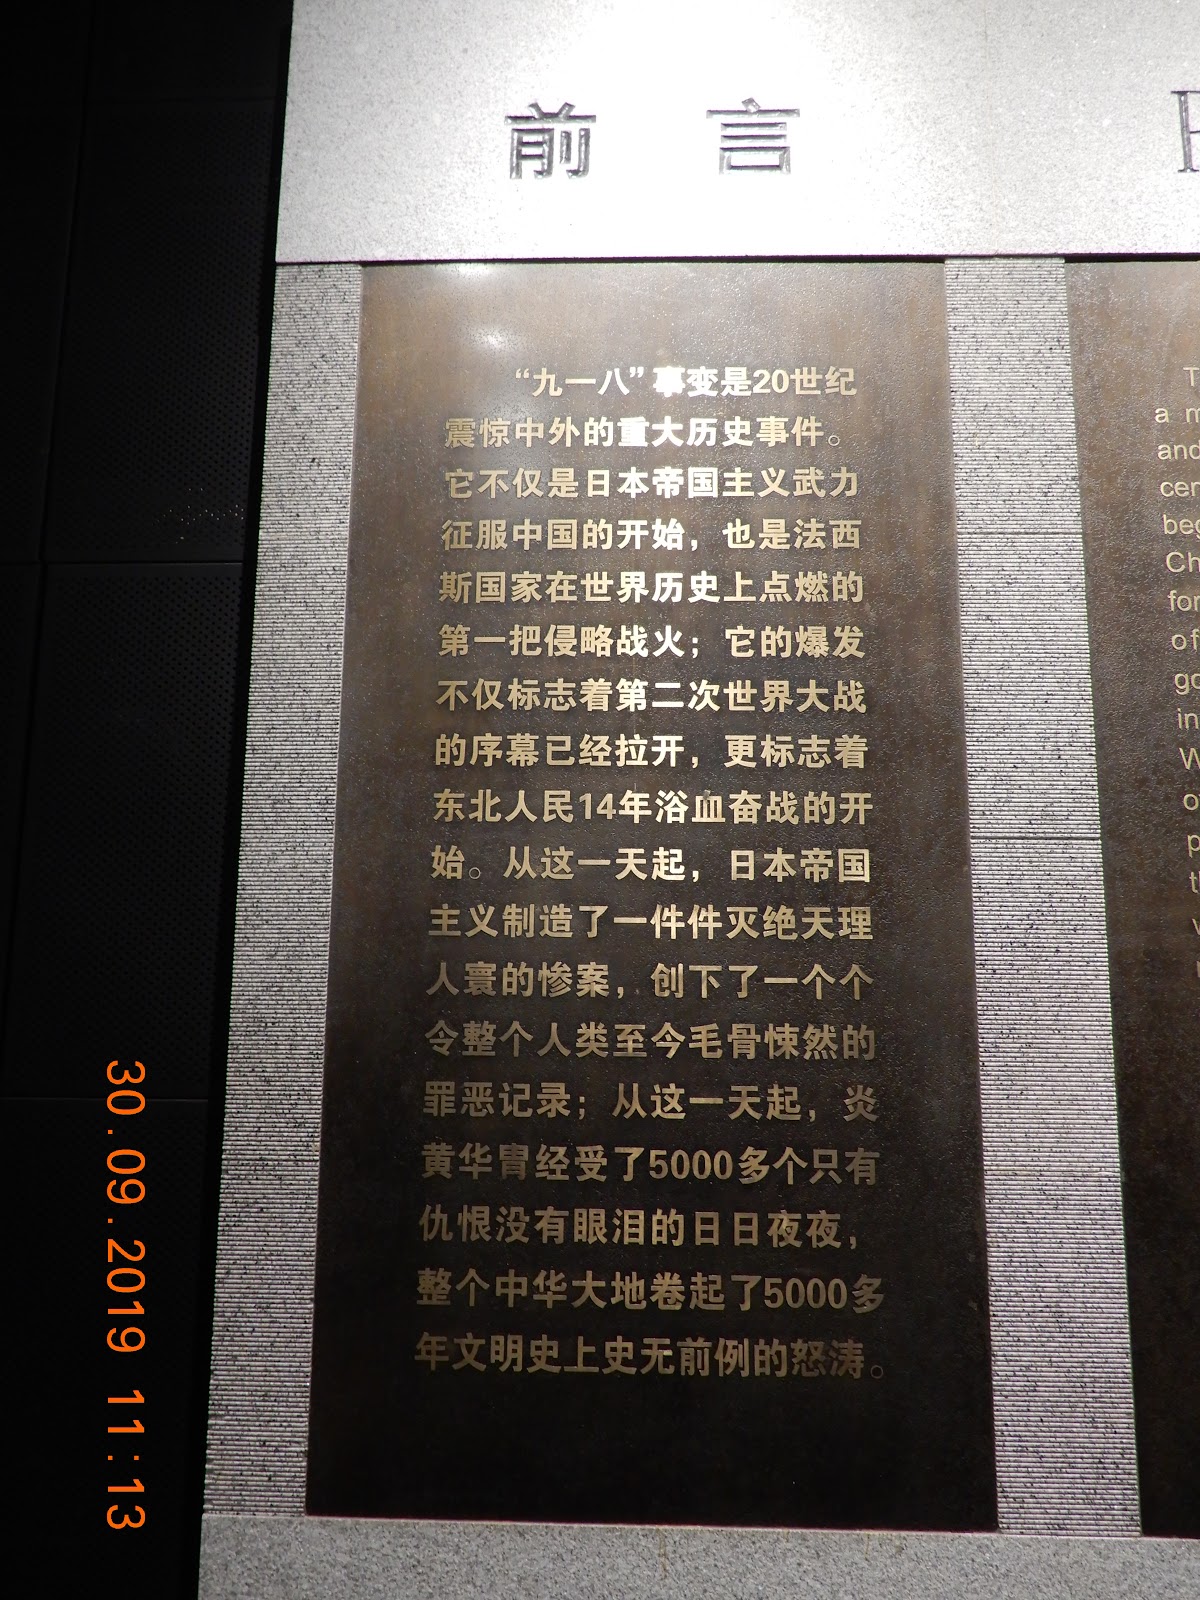 前言
“九一八”事变是20世纪
震惊中外的重大历史事件。
它不仅是日本帝国主义武力
征服中国的开始，也是法西
斯国家在世界历史上点燃的
第一把侵略战火；它的爆发
不仅标志着第二次世界大战
的序幕已经拉开，更标志着
东北人民14年浴血奋战的开
始。从这一天起，日本帝国
主义制造了一件件灭绝天理
人寰的惨案，创下了一个个
令整个人类至今毛骨悚然的
罪恶记录；从这一天起，炎
黄华胄经受了5000多个只有
仇恨没有眼泪的日日夜夜，
整个中华大地卷起了5000多
年文明史上史无前例的怒涛。
a
and
of
in
30.09.2019 11:13